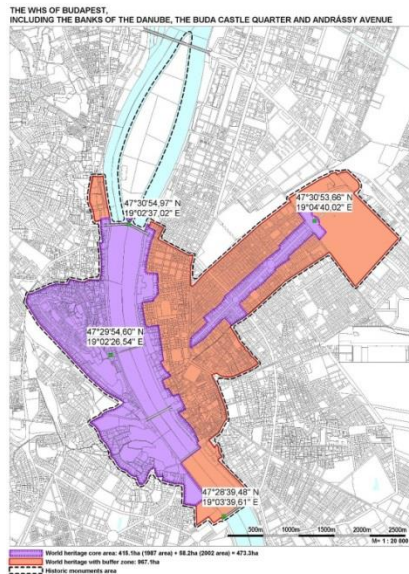 THE WHS OF BUDAPEST,
INCLUDING THE BANKS OF THE DANUBE, THE BUDA CASTLE QUARTER AND ANDRÁSSY AVENUE
47°30'54,97" N
19°02'37,02" E
47°30'53,66" N
19°04'40,02" E
47°29'54,60" N
19°02'26,54" E
47°28'39,48" N
19°03'39,61" E
500m 1000m 1500m 2000m 2500m
M= 1 : 20 000
World heritage core area: 415.1ha (1987 area) + 58.2ha (2002 area) = 473.3ha
World heritage with buffer zone: 967.1ha
Historic monuments area